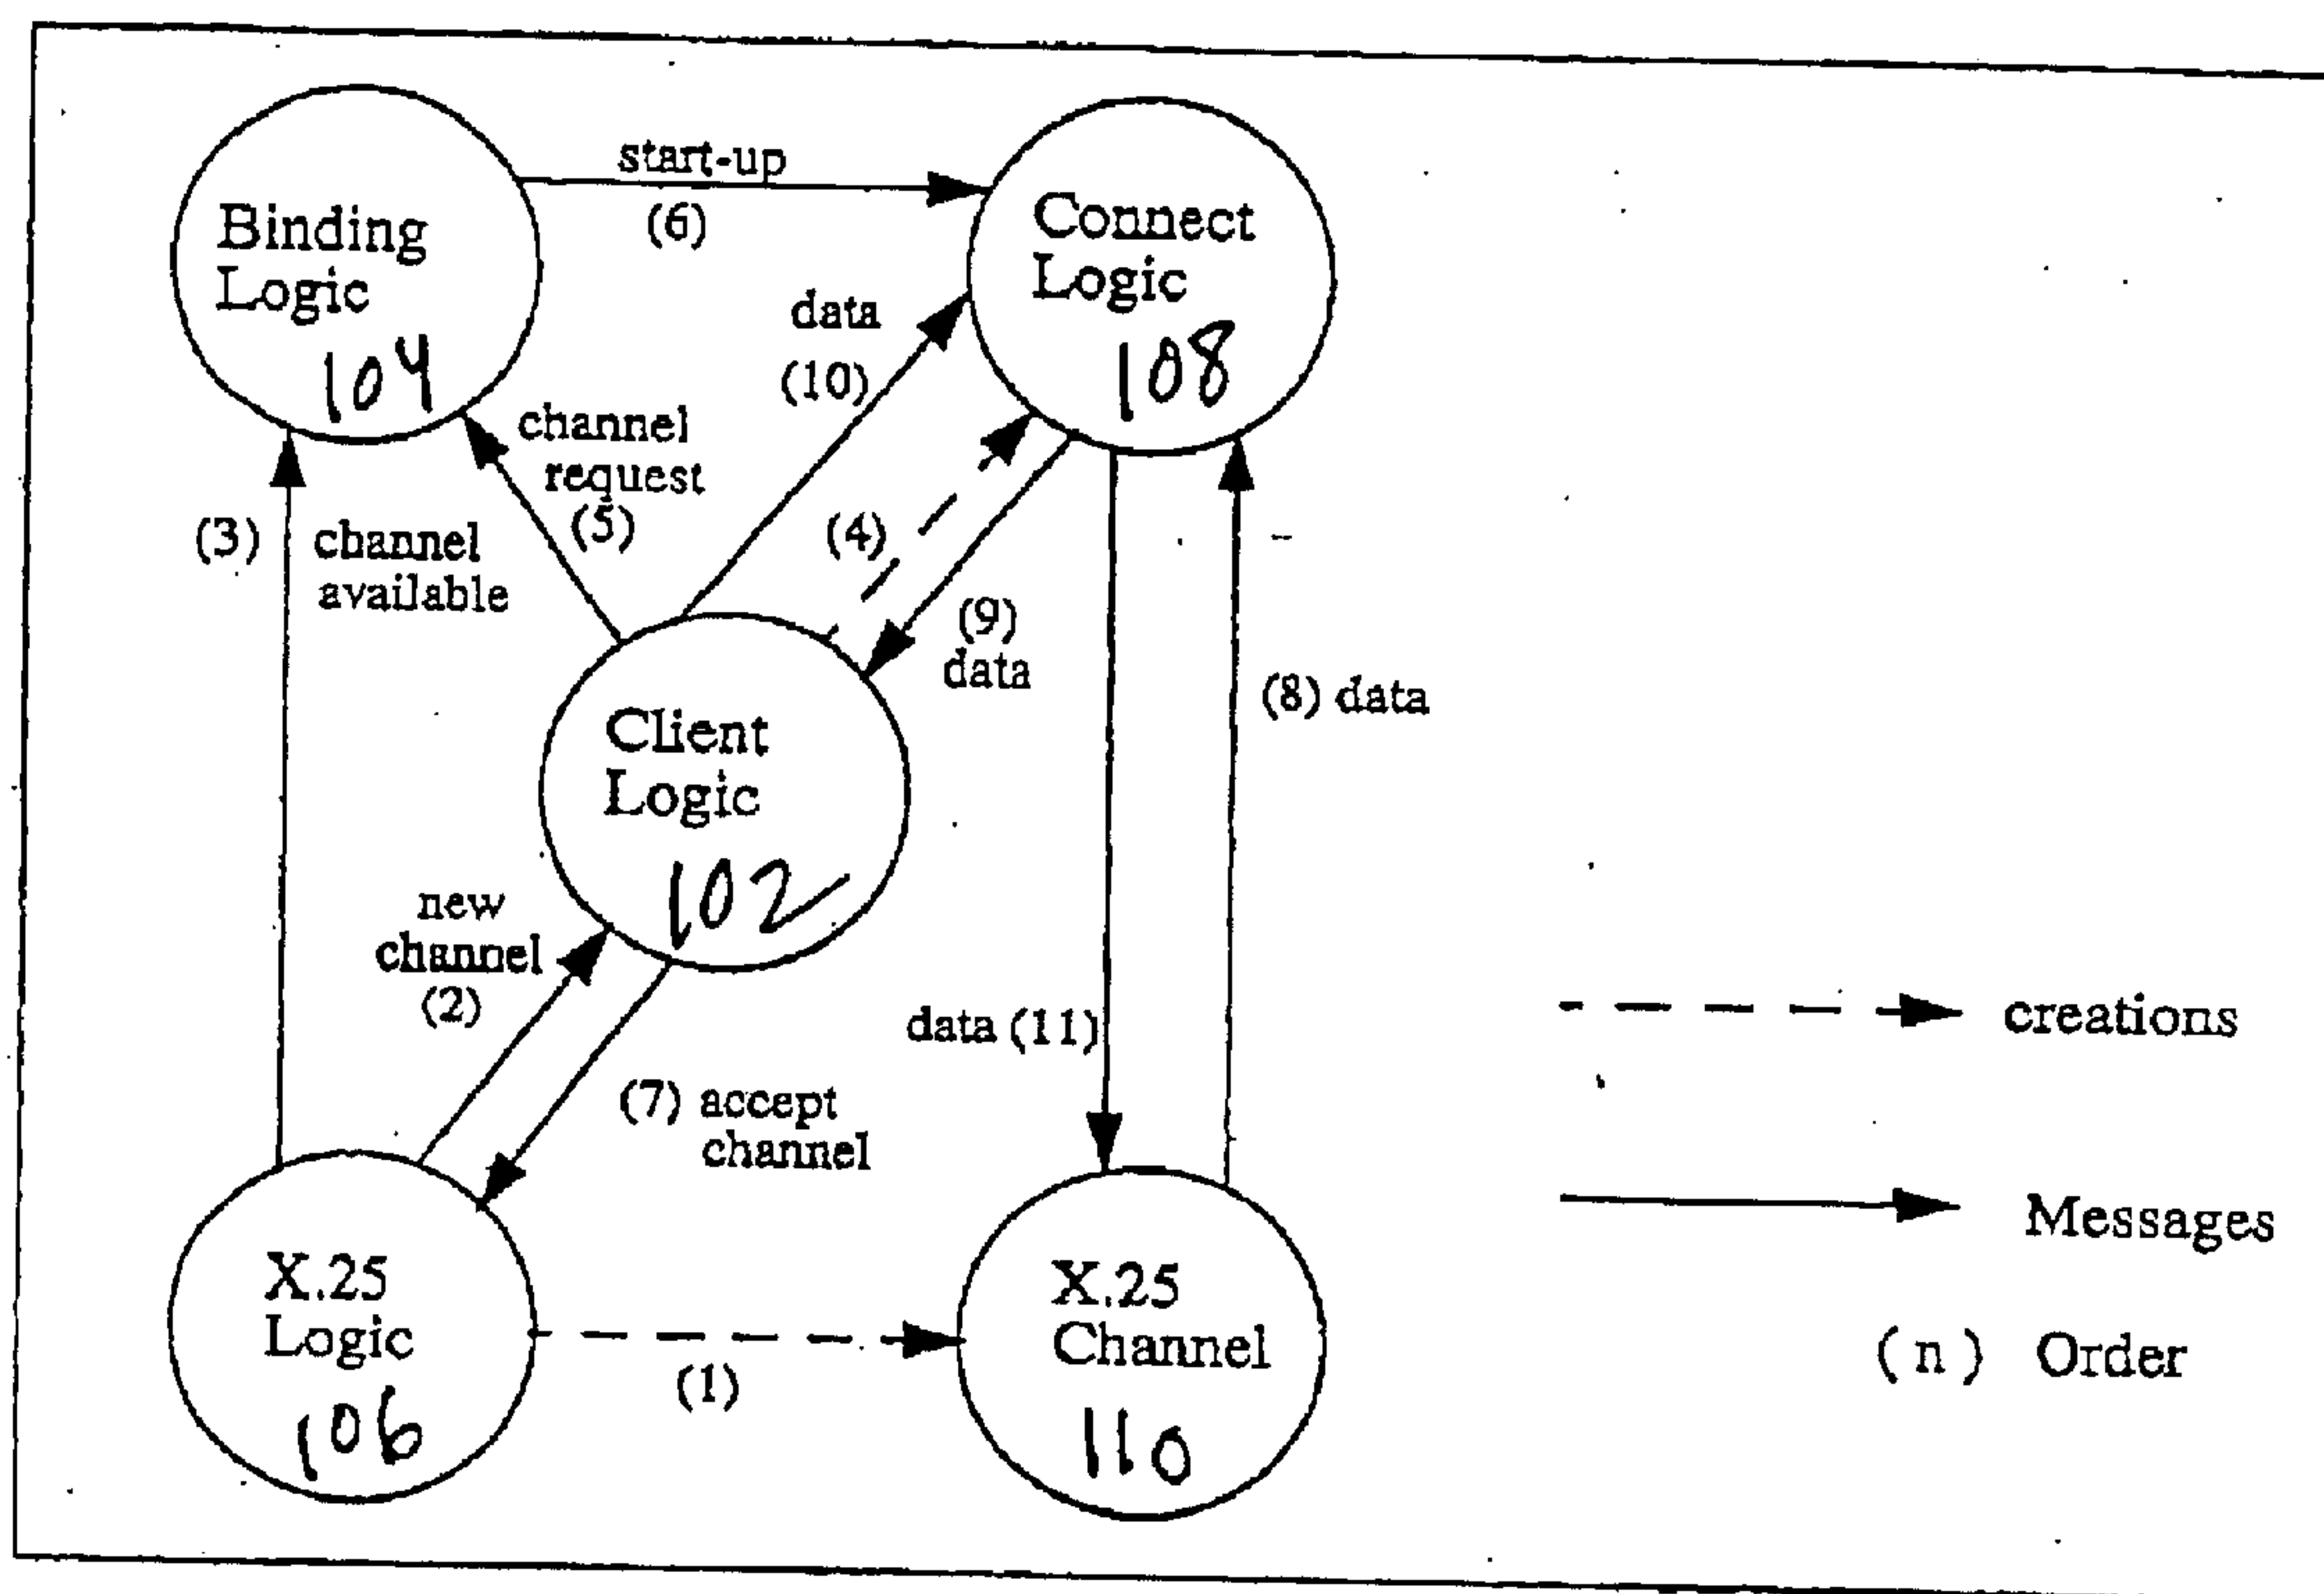 start-up
(6)
Binding
Logic
104
Connect
Logic
108
data
(10)
channel
request
(5)
(3)
channel
available
(4)
(9)
data
(8) data
Client
Logic
102
new
channel
(2)
data (11)
(7) accept
channel
creations
Messages
(n) Order
X.25
Logic
106
(1)
X.25
Channel
110